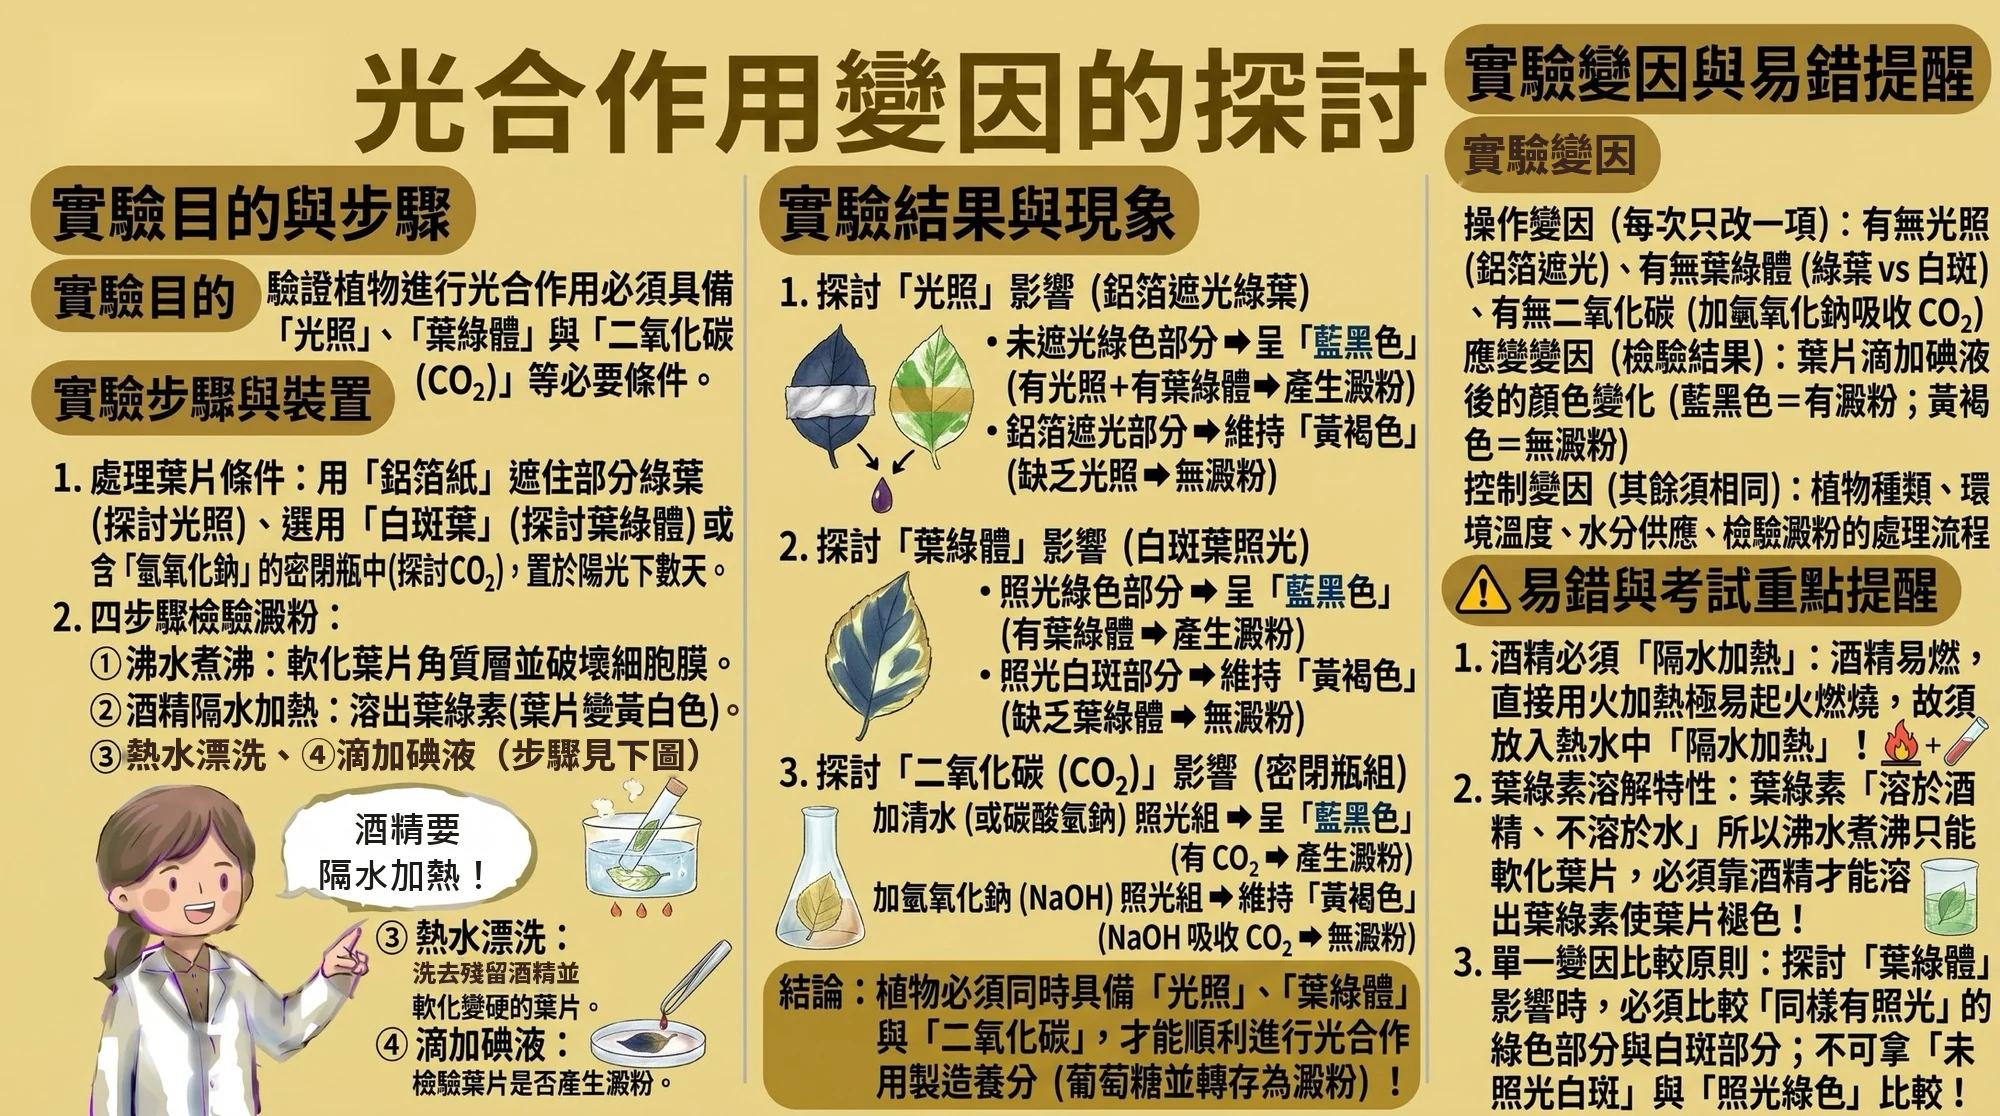 光合作用變因的探討
實驗目的與步驟
實驗目的
驗證植物進行光合作用必須具備
「光照」、「葉綠體」與「二氧化碳
(CO₂)」等必要條件。
實驗步驟與裝置
1. 處理葉片條件：用「鋁箔紙」遮住部分綠葉
(探討光照)、選用「白斑葉」(探討葉綠體) 或
含「氫氧化鈉」的密閉瓶中(探討CO₂)，置於陽光下數天。
2. 四步驟檢驗澱粉：
① 沸水煮沸：軟化葉片角質層並破壞細胞膜。
② 酒精隔水加熱：溶出葉綠素(葉片變黃白色)。
③ 熱水漂洗、④滴加碘液（步驟見下圖）
酒精要
隔水加熱！
③ 熱水漂洗：
洗去殘留酒精並
軟化變硬的葉片。
④ 滴加碘液：
檢驗葉片是否產生澱粉。
實驗結果與現象
1. 探討「光照」影響 (鋁箔遮光綠葉)
• 未遮光綠色部分➡呈「藍黑色」
(有光照+有葉綠體➡產生澱粉)
• 鋁箔遮光部分➡維持「黃褐色」
(缺乏光照➡無澱粉)
2. 探討「葉綠體」影響 (白斑葉照光)
• 照光綠色部分➡呈「藍黑色」
(有葉綠體➡產生澱粉)
• 照光白斑部分➡維持「黃褐色」
(缺乏葉綠體➡無澱粉)
3. 探討「二氧化碳 (CO₂)」影響 (密閉瓶組)
加清水 (或碳酸氫鈉) 照光組➡呈「藍黑色」
(有 CO₂➡產生澱粉)
加氫氧化鈉 (NaOH) 照光組➡維持「黃褐色」
(NaOH 吸收 CO₂➡無澱粉)
結論：植物必須同時具備「光照」、「葉綠體」
與「二氧化碳」，才能順利進行光合作
用製造養分 (葡萄糖並轉存為澱粉) ！
實驗變因與易錯提醒
實驗變因
操作變因 (每次只改一項)：有無光照
(鋁箔遮光)、有無葉綠體 (綠葉 vs 白斑)
、有無二氧化碳 (加氫氧化鈉吸收 CO₂)
應變變因 (檢驗結果)：葉片滴加碘液
後的顏色變化 (藍黑色＝有澱粉；黃褐
色＝無澱粉)
控制變因 (其餘須相同)：植物種類、環
境溫度、水分供應、檢驗澱粉的處理流程
易錯與考試重點提醒
1. 酒精必須「隔水加熱」：酒精易燃，
直接用火加熱極易起火燃燒，故須
放入熱水中「隔水加熱」！
+
2. 葉綠素溶解特性：葉綠素「溶於酒
精、不溶於水」所以沸水煮沸只能
軟化葉片，必須靠酒精才能溶
出葉綠素使葉片褪色！
3. 單一變因比較原則：探討「葉綠體」
影響時，必須比較「同樣有照光」的
綠色部分與白斑部分；不可拿「未
照光白斑」與「照光綠色」比較！